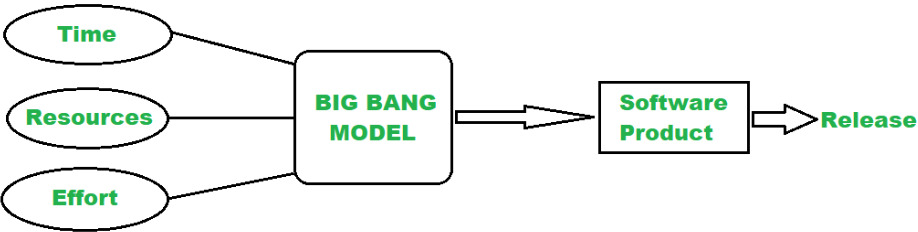 Time
Resources
Effort
BIG BANG
MODEL
Software
Product
Release